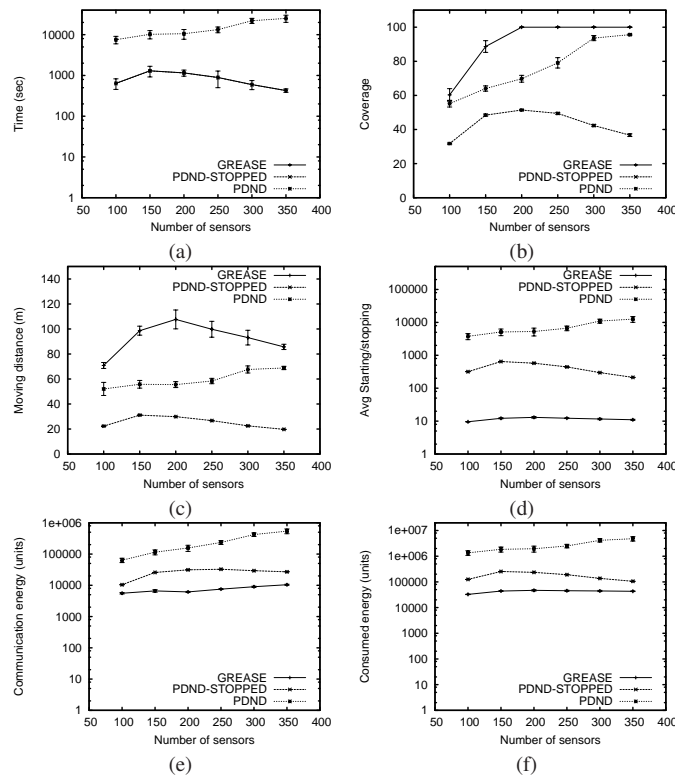 10000
1000
100
10
1
Time (sec)
GREASE
PDND-STOPPED
PDND
50 100 150 200 250 300 350 400
Number of sensors
(a)
100
80
60
40
20
0
Coverage
GREASE
PDND-STOPPED
PDND
50 100 150 200 250 300 350 400
Number of sensors
(b)
140
120
100
80
60
40
20
0
Moving distance (m)
GREASE
PDND-STOPPED
PDND
50 100 150 200 250 300 350 400
Number of sensors
(c)
100000
10000
1000
100
10
1
Avg Starting/stopping
GREASE
PDND-STOPPED
PDND
50 100 150 200 250 300 350 400
Number of sensors
(d)
1e+006
100000
10000
1000
100
10
1
Communication energy (units)
GREASE
PDND-STOPPED
PDND
50 100 150 200 250 300 350 400
Number of sensors
(e)
1e+007
1e+006
100000
10000
1000
100
10
1
Consumed energy (units)
GREASE
PDND-STOPPED
PDND
50 100 150 200 250 300 350 400
Number of sensors
(f)